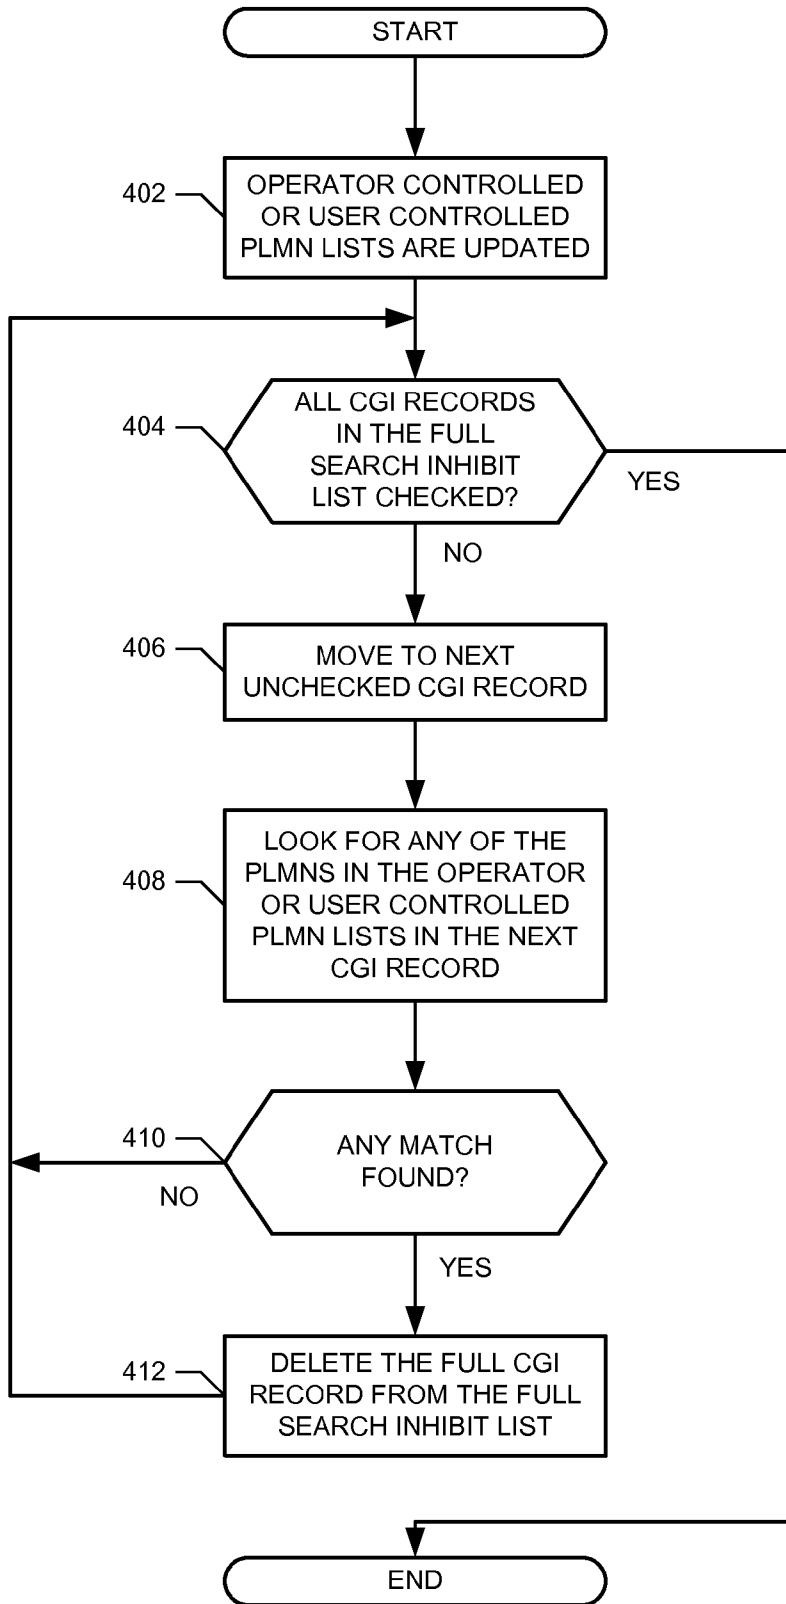 START
402
OPERATOR CONTROLLED
OR USER CONTROLLED
PLMN LISTS ARE UPDATED
404
ALL CGI RECORDS
IN THE FULL
SEARCH INHIBIT
LIST CHECKED?
YES
NO
406
MOVE TO NEXT
UNCHECKED CGI RECORD
408
LOOK FOR ANY OF THE
PLMNS IN THE OPERATOR
OR USER CONTROLLED
PLMN LISTS IN THE NEXT
CGI RECORD
410
ANY MATCH
FOUND?
NO
YES
412
DELETE THE FULL CGI
RECORD FROM THE FULL
SEARCH INHIBIT LIST
END